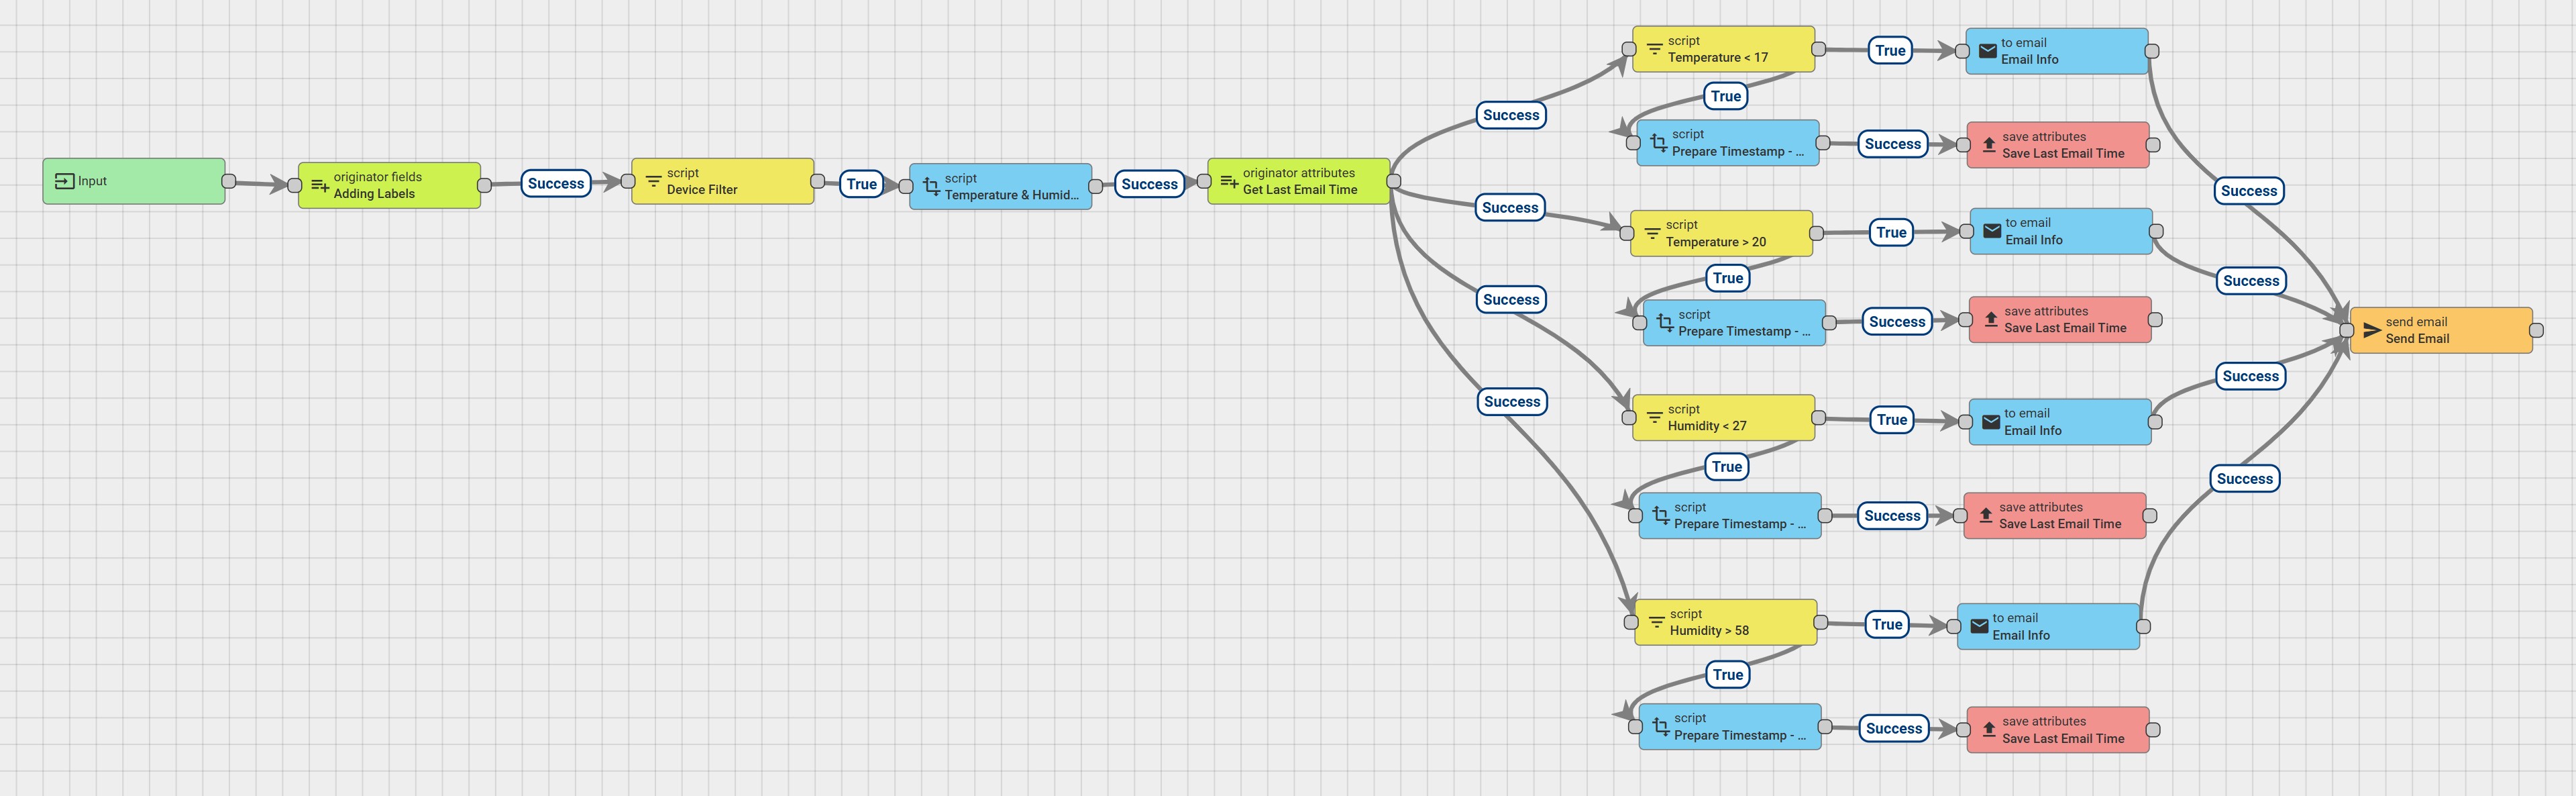 Input
originator fields
Adding Labels
Success
script
Device Filter
True
script
Temperature & Humid...
Success
originator attributes
Get Last Email Time
Success
script
Temperature < 17
True
to email
Email Info
Success
True
script
Prepare Timestamp - ...
Success
save attributes
Save Last Email Time
Success
script
Temperature > 20
True
to email
Email Info
Success
True
script
Prepare Timestamp - ...
Success
save attributes
Save Last Email Time
send email
Send Email
Success
script
Humidity < 27
True
to email
Email Info
Success
True
script
Prepare Timestamp - ...
Success
save attributes
Save Last Email Time
Success
script
Humidity > 58
True
to email
Email Info
Success
True
script
Prepare Timestamp - ...
Success
save attributes
Save Last Email Time